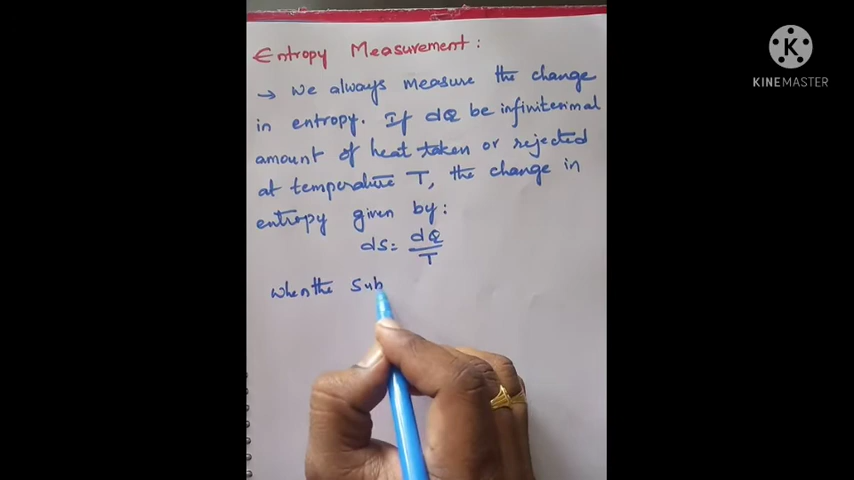 Entropy Measurement:
→ We always measure the change
in entropy. If dQ be infiniterimal
amount of heat taken or rejected
at temperature T, the change in
entropy given by:
ds = dQ/T
When the Sub
K
KINEMASTER